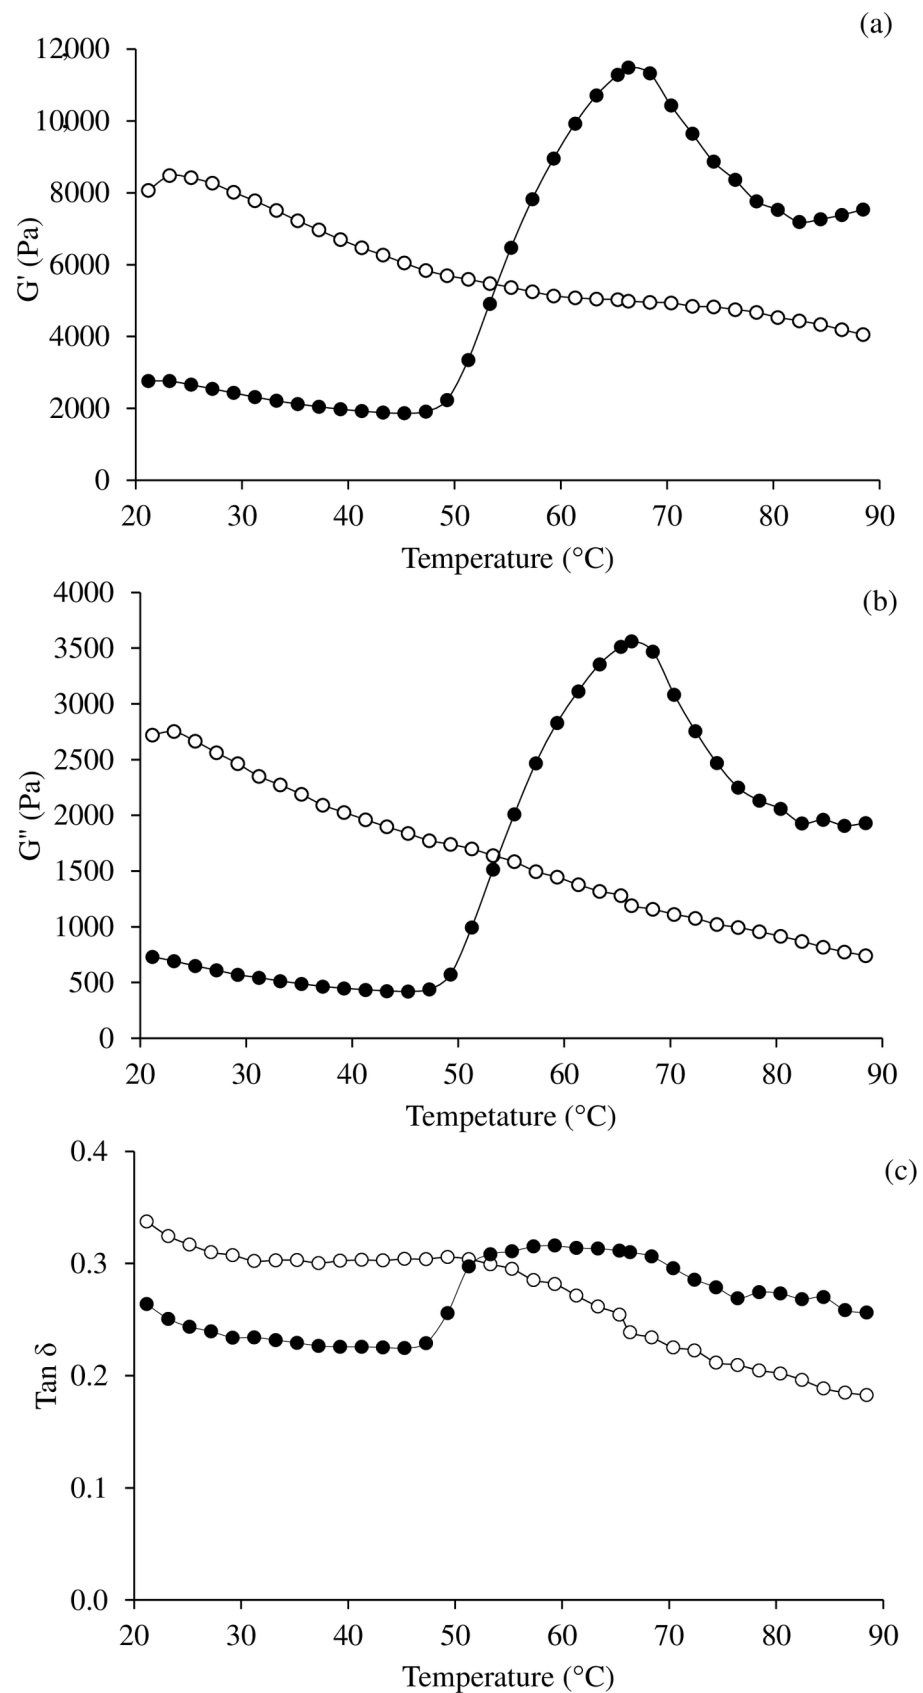 (a)
12,000
10,000
8000
6000
4000
2000
0
G' (Pa)
20 30 40 50 60 70 80 90
Temperature (°C)
(b)
4000
3500
3000
2500
2000
1500
1000
500
0
G" (Pa)
20 30 40 50 60 70 80 90
Tempetature (°C)
(c)
0.4
0.3
0.2
0.1
0.0
Tan δ
20 30 40 50 60 70 80 90
Temperature (°C)